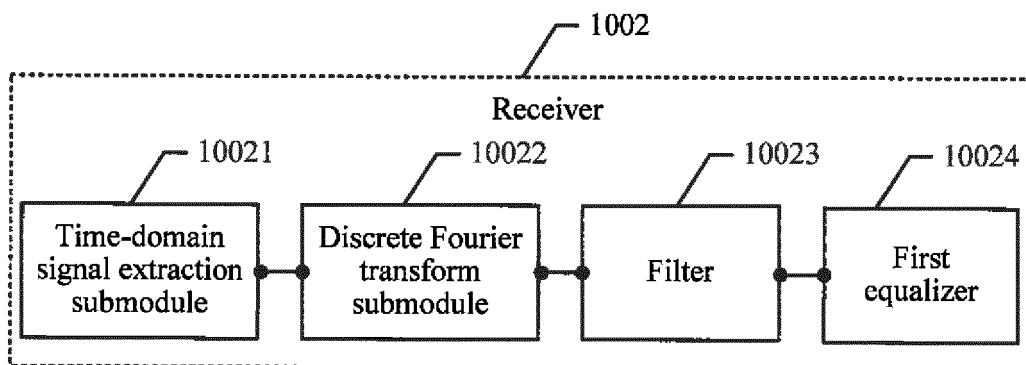 1002
Receiver
10021
10022
10023
10024
Time-domain
signal extraction
submodule
Discrete Fourier
transform
submodule
Filter
First
equalizer